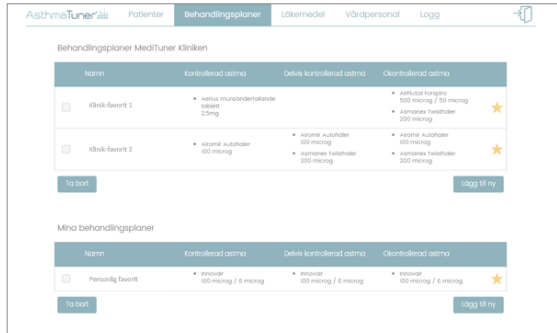 AsthmaTuner Patienter Behandlingsplaner Läkemedel Vårdpersonal Logg
Behandlingsplaner MediTuner Kliniken
Namn Kontrollerad astma Delvis kontrollerad astma Okontrollerad astma
Klinik-favorit 1
• Aerius munsönderfallande
tablett
2.5mg
• AirFluSal Forspiro
500 microg / 50 microg
• Asmanex Twisthaler
200 microg
Klinik-favorit 2
• Airomir Autohaler
100 microg
• Airomir Autohaler
100 microg
• Asmanex Twisthaler
200 microg
• Airomir Autohaler
100 microg
• Asmanex Twisthaler
200 microg
Ta bort Lägg till ny
Mina behandlingsplaner
Namn Kontrollerad astma Delvis kontrollerad astma Okontrollerad astma
Personlig favorit
• Innovair
100 microg / 6 microg
• Innovair
100 microg / 6 microg
• Innovair
100 microg / 6 microg
Ta bort Lägg till ny